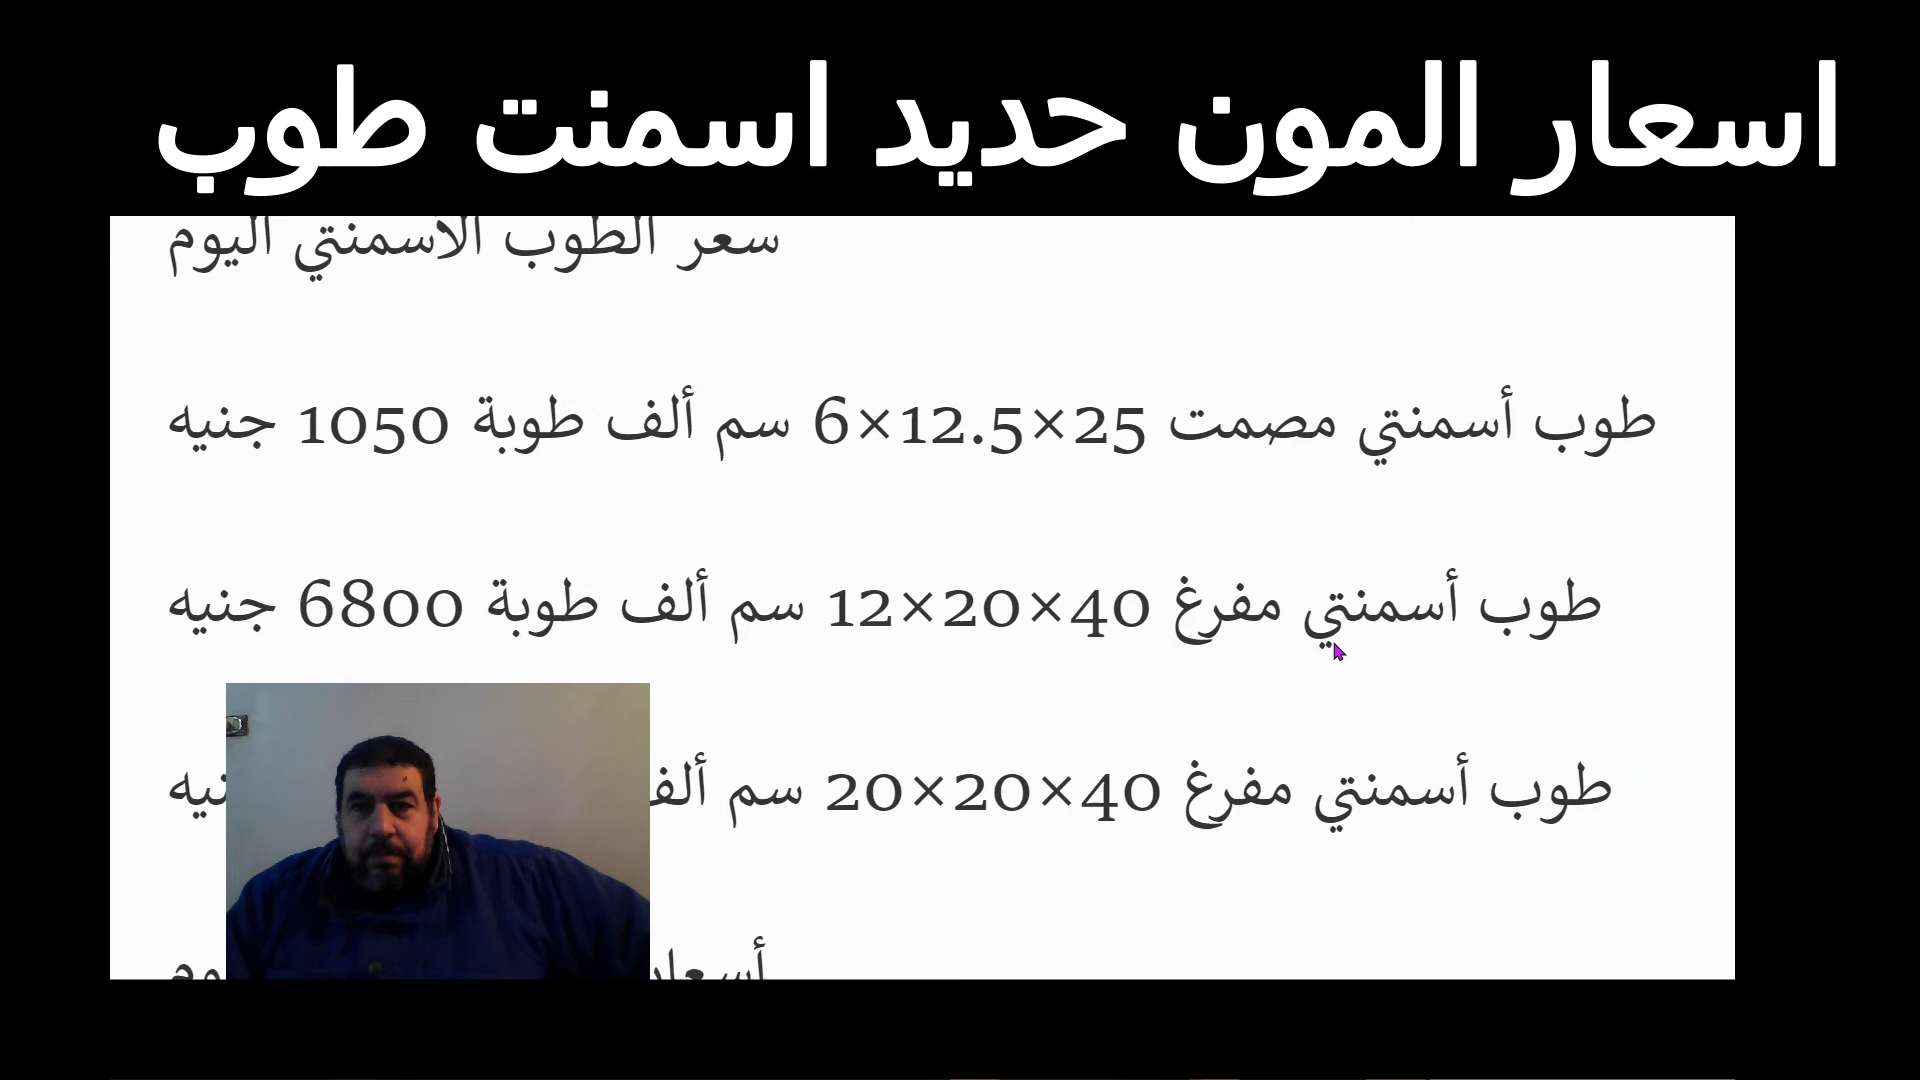 اسعار المون حديد اسمنت طوب
سعر الطوب الاسمنتي اليوم
طوب أسمنتي مصمت 25×12.5×6 سم ألف طوبة 1050 جنيه
طوب أسمنتي مفرغ 40×20×12 سم ألف طوبة 6800 جنيه
طوب أسمنتي مفرغ 40×20×20 سم ألف
أسعار